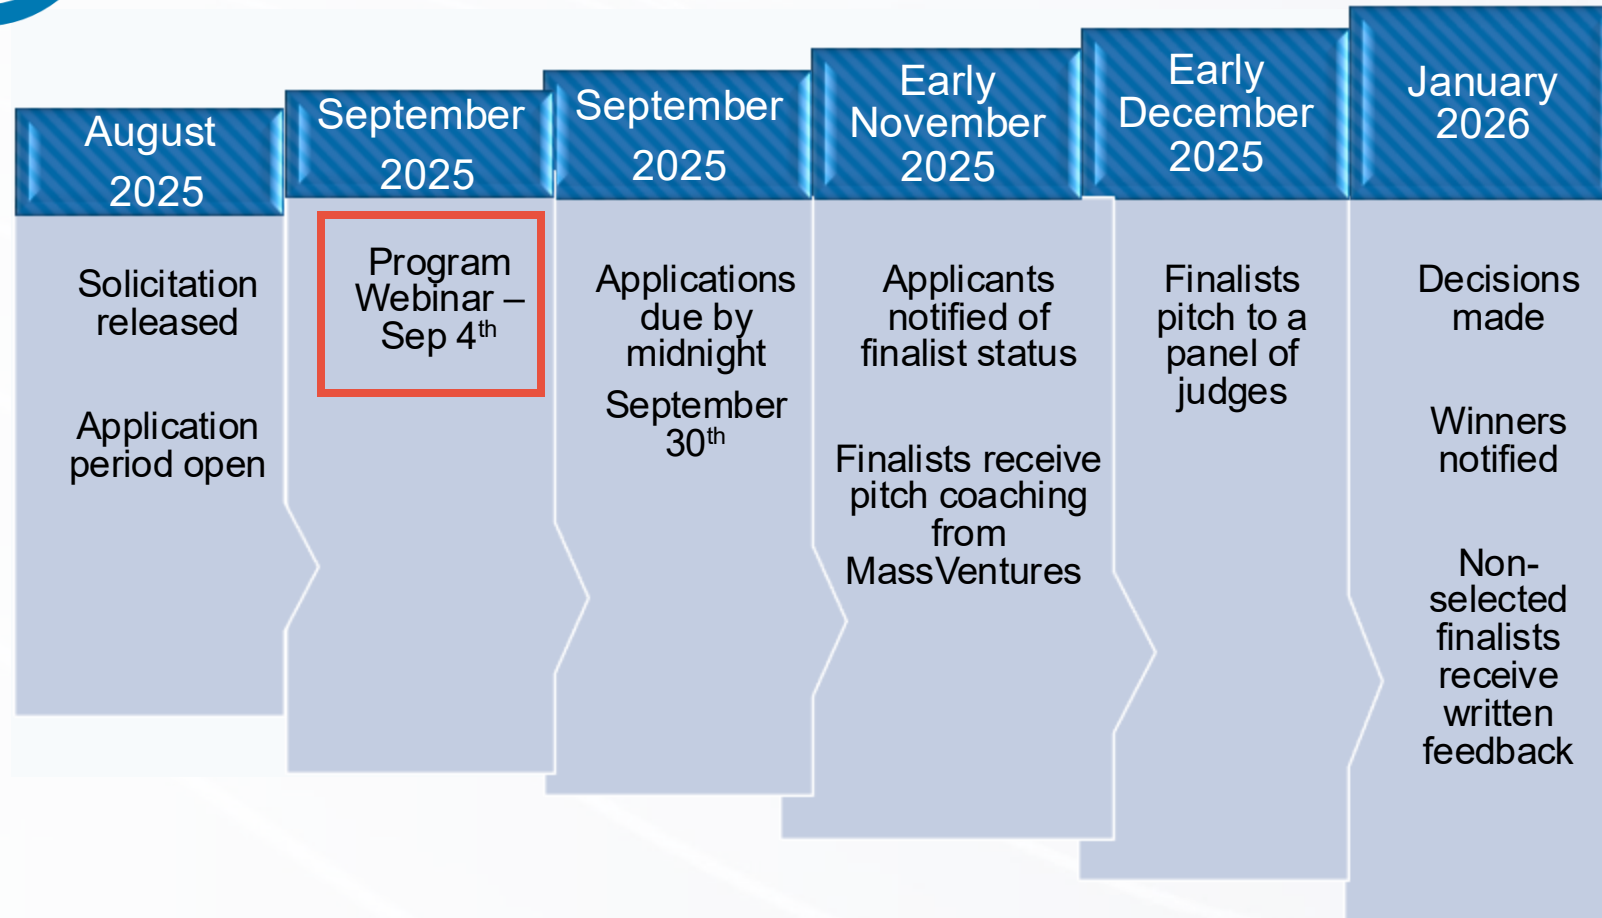 August
2025
Solicitation
released
Application
period open
September
2025
Program
Webinar –
Sep 4th
September
2025
Applications
due by
midnight
September
30th
Early
November
2025
Applicants
notified of
finalist status
Finalists receive
pitch coaching
from
MassVentures
Early
December
2025
Finalists
pitch to a
panel of
judges
January
2026
Decisions
made
Winners
notified
Non-
selected
finalists
receive
written
feedback